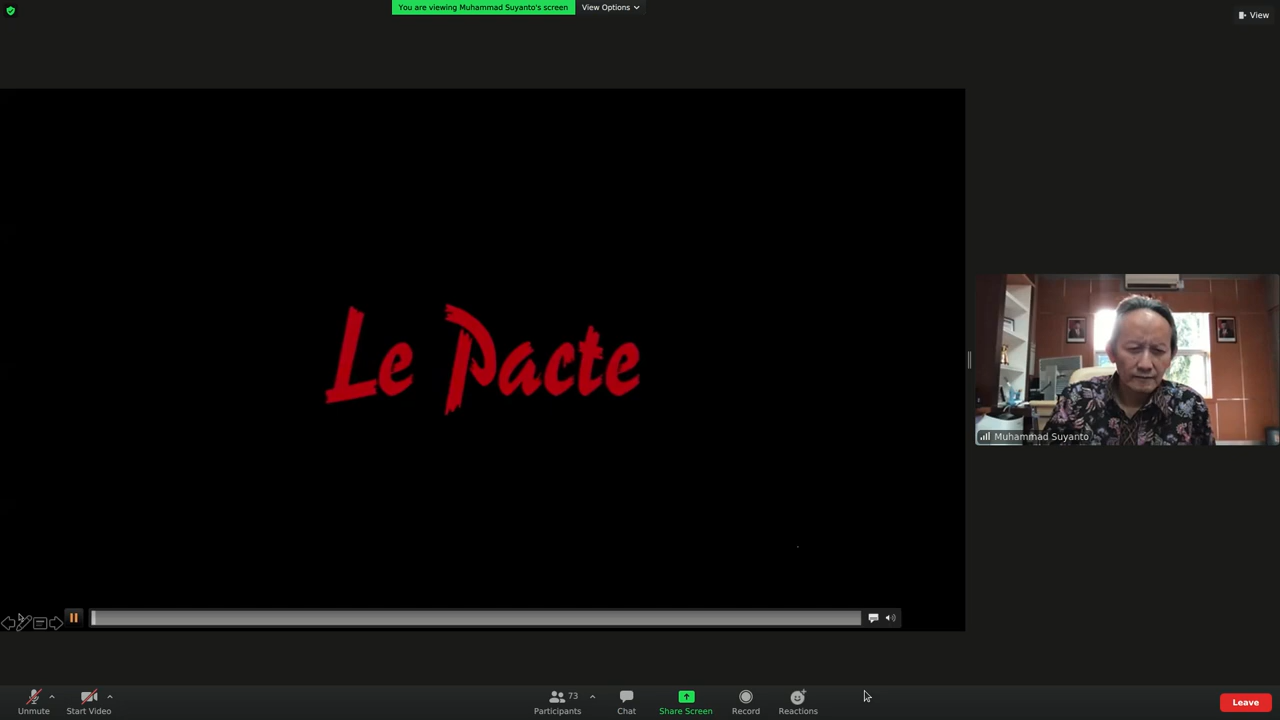 You are viewing Muhammad Suyanto's screen View Options
View
Le Pacte
Muhammad Suyanto
Unmute
Start Video
73
Participants
Chat
Share Screen
Record
Reactions
Leave